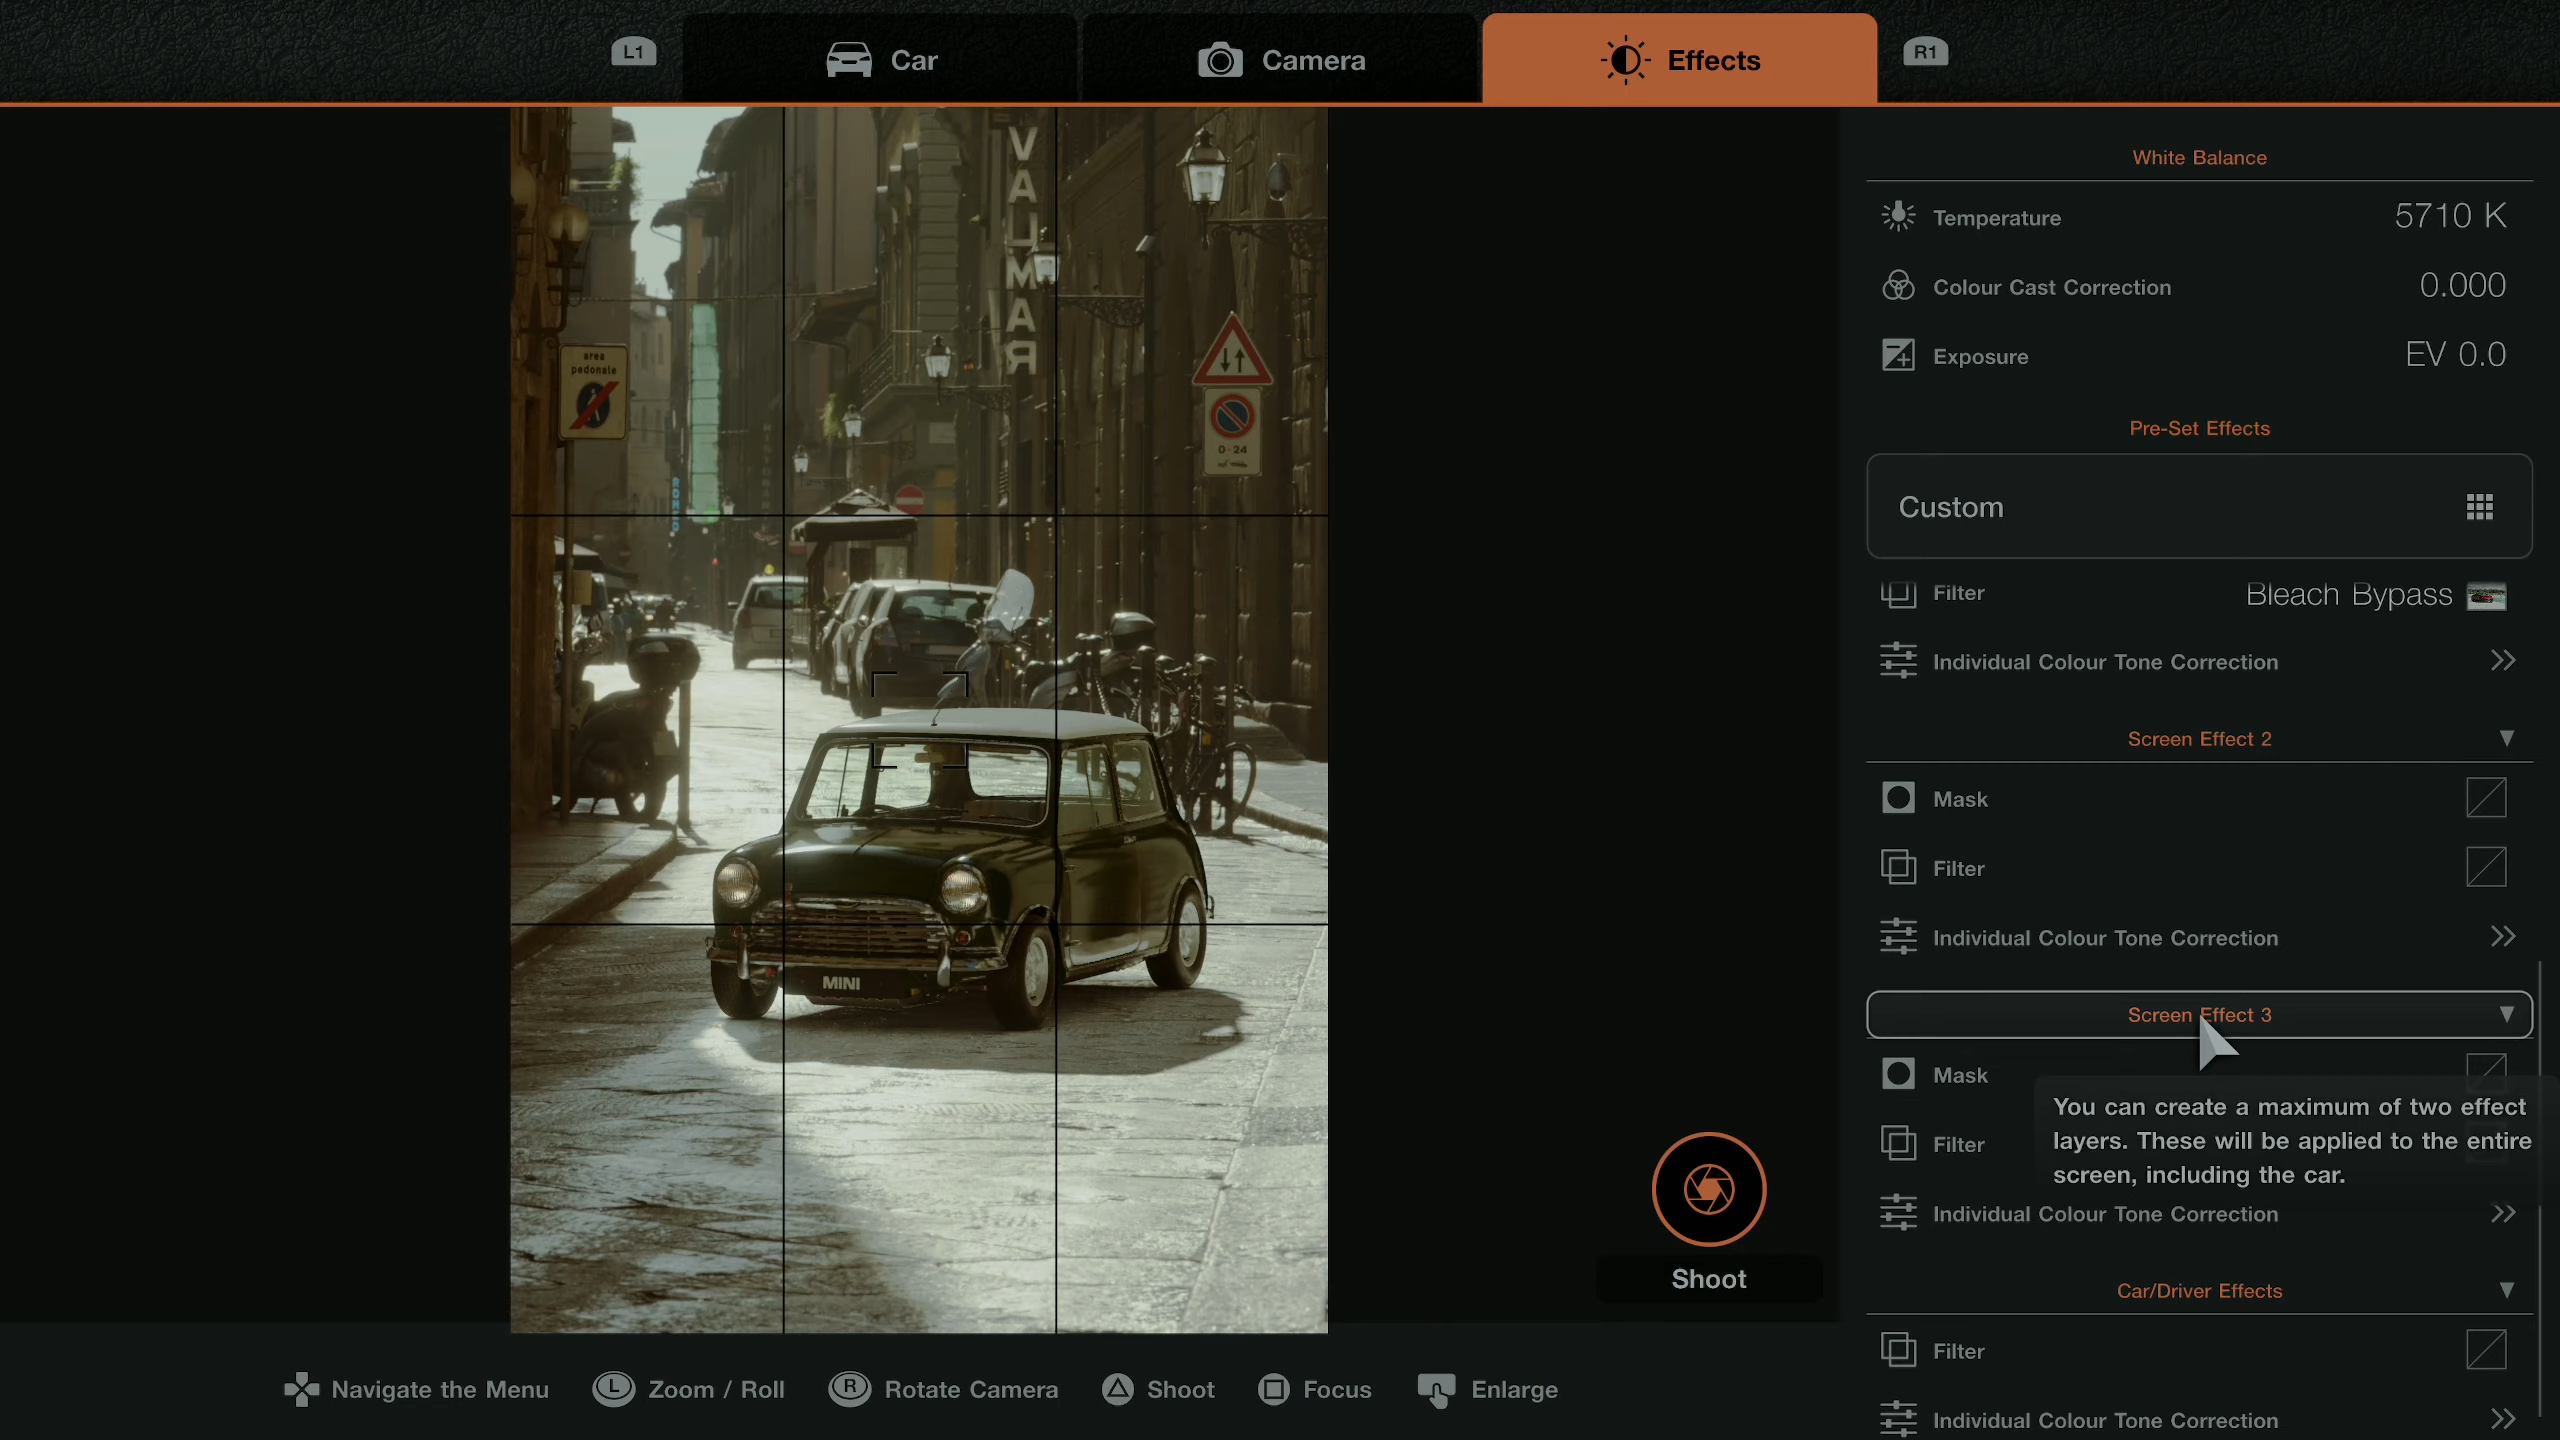 L1
Car
Camera
Effects
R1
White Balance
Temperature
5710 K
Colour Cast Correction
0.000
Exposure
EV 0.0
Pre-Set Effects
Custom
Filter
Bleach Bypass
Individual Colour Tone Correction
Screen Effect 2
Mask
Filter
Individual Colour Tone Correction
Screen Effect 3
Mask
Filter
You can create a maximum of two effect
layers. These will be applied to the entire
screen, including the car.
Individual Colour Tone Correction
Car/Driver Effects
Filter
Individual Colour Tone Correction
VALMAR
area
pedonale
0-24
MINI
Shoot
Navigate the Menu
L
Zoom / Roll
R
Rotate Camera
Shoot
Focus
Enlarge